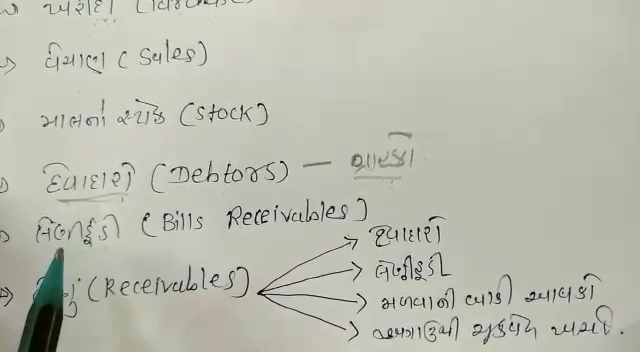 વેચાણ (Sales)
માલનો સ્ટોક (Stock)
દેવાદારો (Debtors) — ગ્રાહકો
લેણીહૂંડી (Bills Receivables)
(Receivables)
દેવાદારો
લેણીહૂંડી
મળવાની બાકી આવકો
અગાઉથી ચૂકવેલ ખર્ચા.